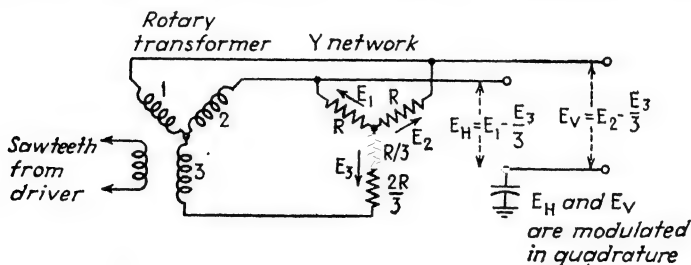 Rotary
transformer
Y network
1
2
3
Sawteeth
from
driver
E1
R
R
E2
R/3
E3
2R/3
EH=E1-E3/3
EV=E2-E3/3
EH and EV
are modulated
in quadrature